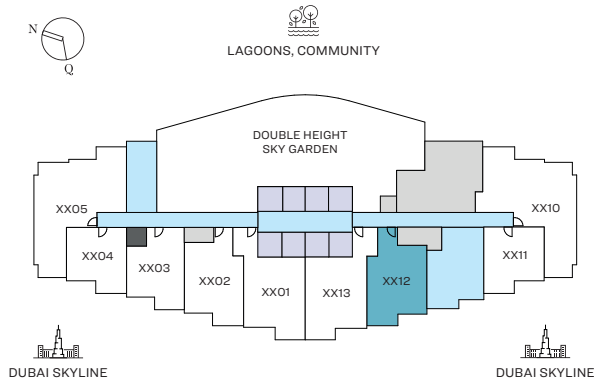 N
Q
LAGOONS, COMMUNITY
DOUBLE HEIGHT
SKY GARDEN
XX05
XX10
XX04
XX03
XX02
XX01
XX13
XX12
XX11
DUBAI SKYLINE
DUBAI SKYLINE